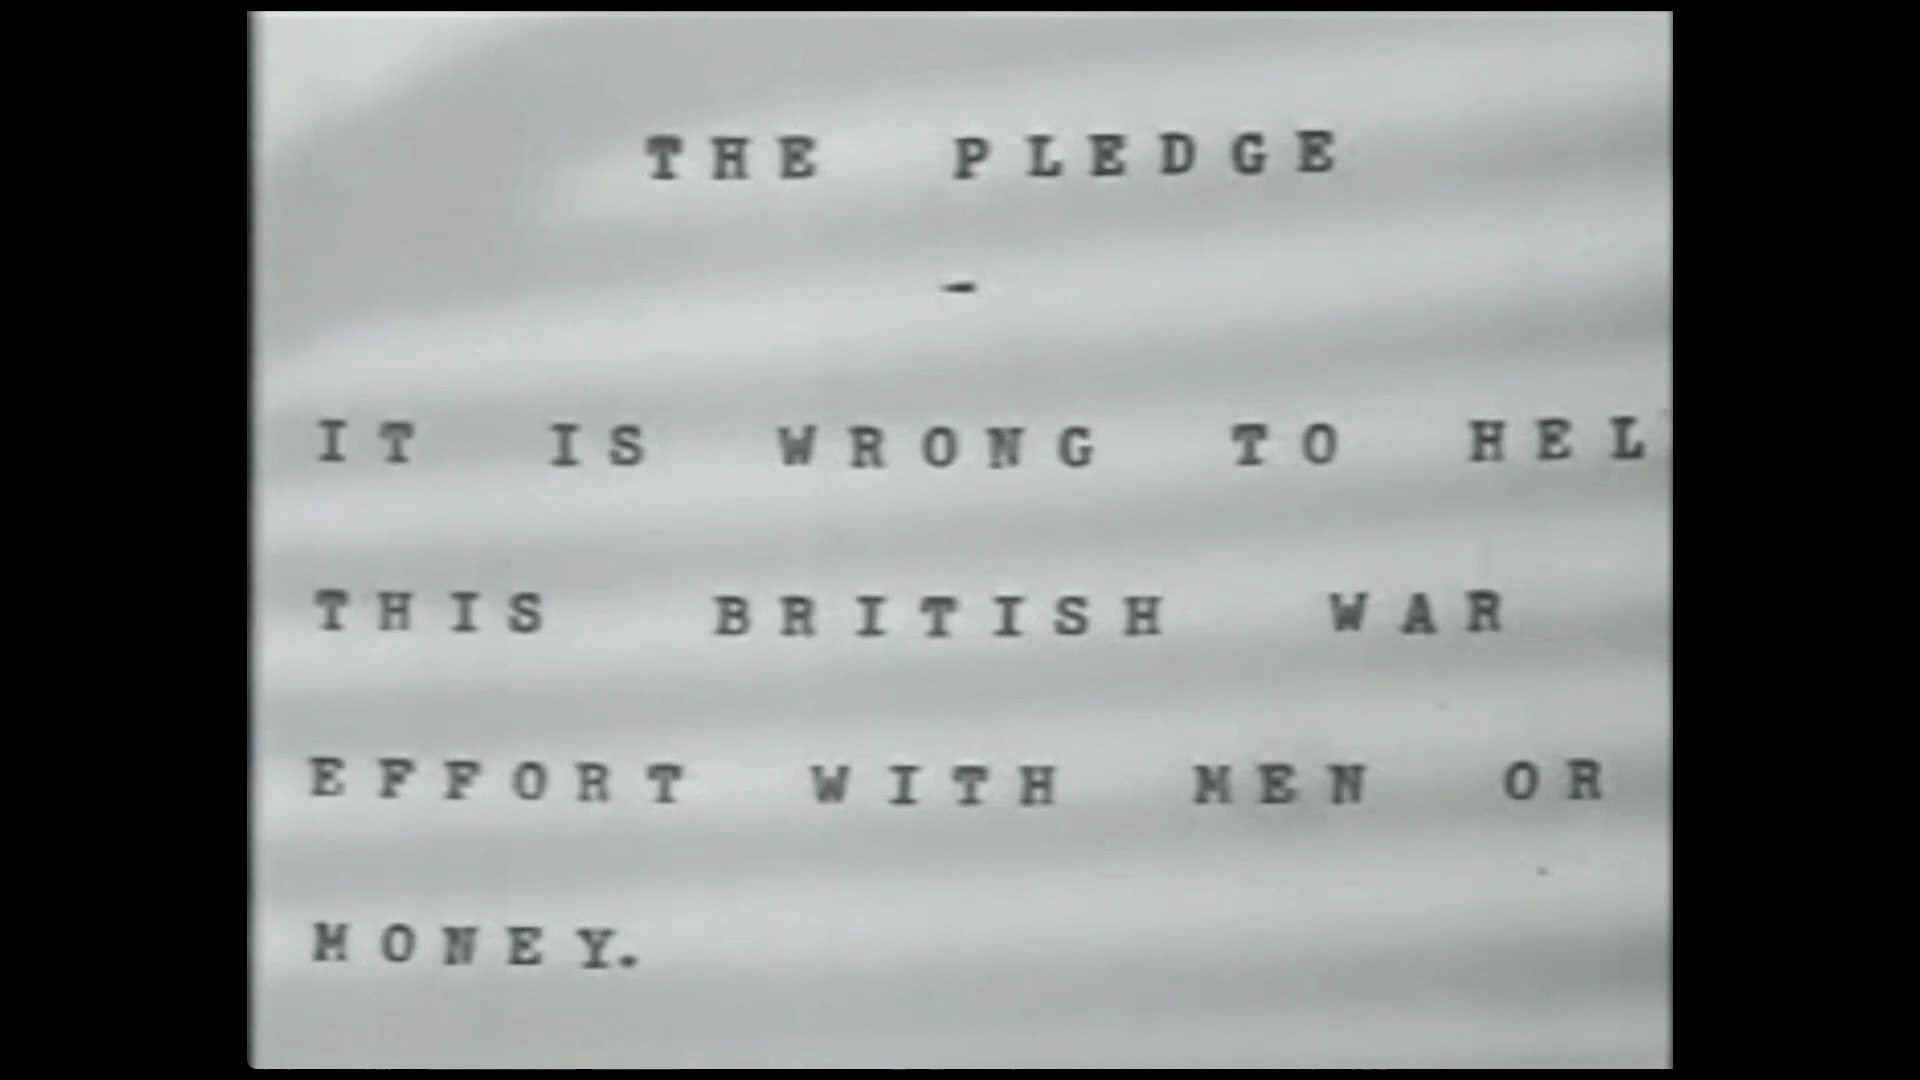 THE PLEDGE
-
IT IS WRONG TO HEL
THIS BRITISH WAR
EFFORT WITH MEN OR
MONEY.